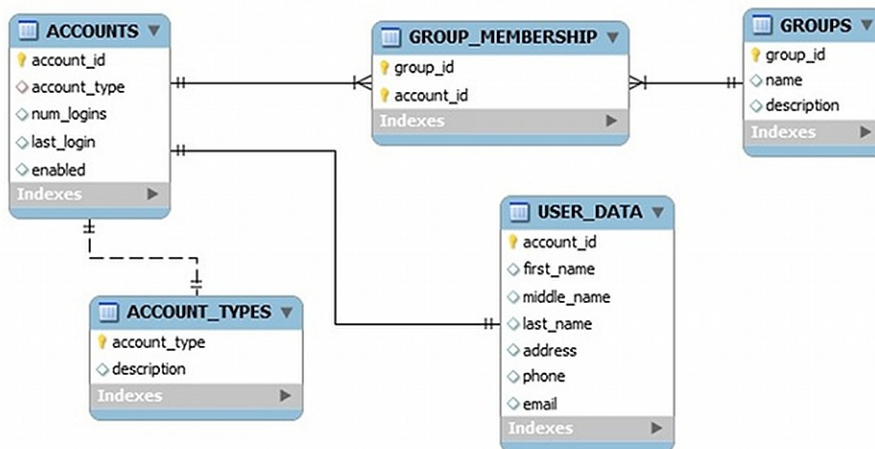 ACCOUNTS
account_id
account_type
num_logins
last_login
enabled
Indexes
GROUP_MEMBERSHIP
group_id
account_id
Indexes
GROUPS
group_id
name
description
Indexes
ACCOUNT_TYPES
account_type
description
Indexes
USER_DATA
account_id
first_name
middle_name
last_name
address
phone
email
Indexes